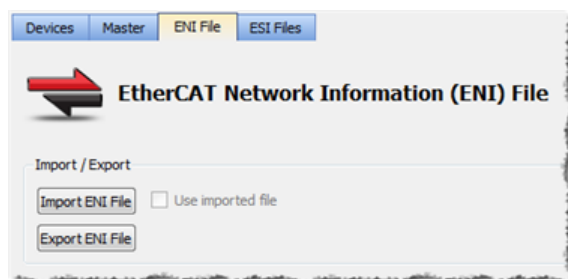 Devices Master ENI File ESI Files
EtherCAT Network Information (ENI) File
Import / Export
Import ENI File Use imported file
Export ENI File